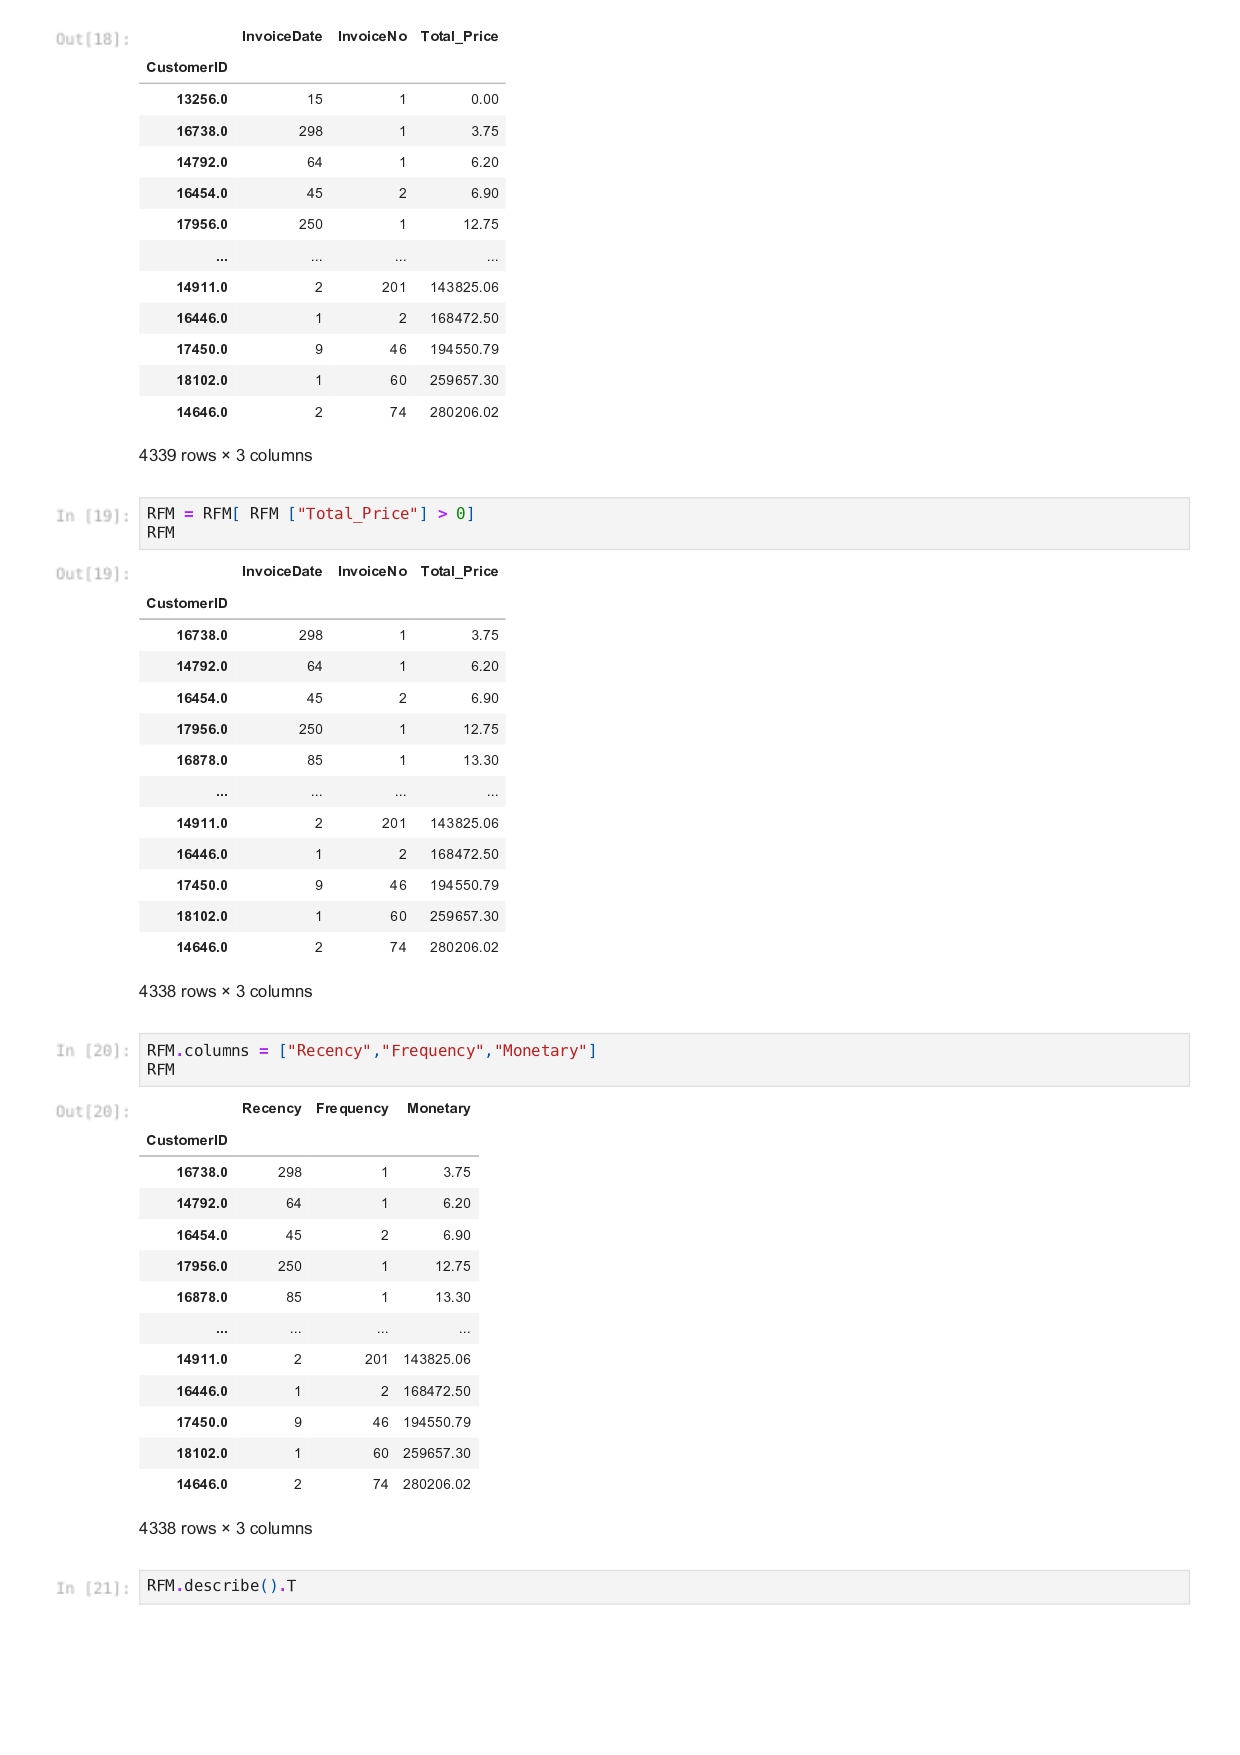 Out[18]: InvoiceDate InvoiceNo Total_Price
CustomerID
13256.0 15 1 0.00
16738.0 298 1 3.75
14792.0 64 1 6.20
16454.0 45 2 6.90
17956.0 250 1 12.75
... ... ... ...
14911.0 2 201 143825.06
16446.0 1 2 168472.50
17450.0 9 46 194550.79
18102.0 1 60 259657.30
14646.0 2 74 280206.02
4339 rows × 3 columns
In [19]: RFM = RFM[ RFM ["Total_Price"] > 0]
RFM
Out[19]: InvoiceDate InvoiceNo Total_Price
CustomerID
16738.0 298 1 3.75
14792.0 64 1 6.20
16454.0 45 2 6.90
17956.0 250 1 12.75
16878.0 85 1 13.30
... ... ... ...
14911.0 2 201 143825.06
16446.0 1 2 168472.50
17450.0 9 46 194550.79
18102.0 1 60 259657.30
14646.0 2 74 280206.02
4338 rows × 3 columns
In [20]: RFM.columns = ["Recency","Frequency","Monetary"]
RFM
Out[20]: Recency Frequency Monetary
CustomerID
16738.0 298 1 3.75
14792.0 64 1 6.20
16454.0 45 2 6.90
17956.0 250 1 12.75
16878.0 85 1 13.30
... ... ... ...
14911.0 2 201 143825.06
16446.0 1 2 168472.50
17450.0 9 46 194550.79
18102.0 1 60 259657.30
14646.0 2 74 280206.02
4338 rows × 3 columns
In [21]: RFM.describe().T